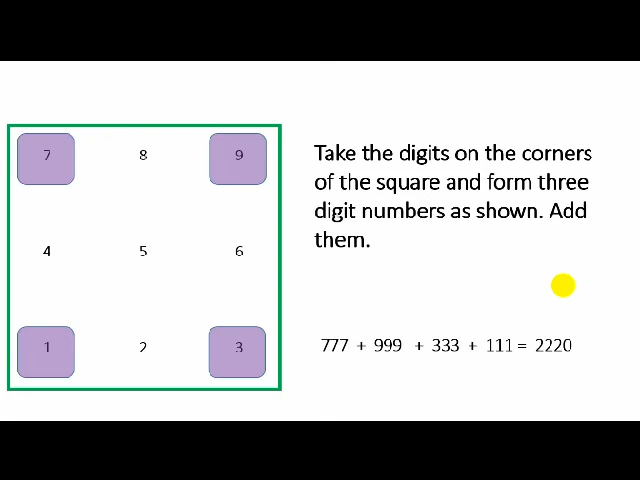 7 8 9
4 5 6
1 2 3
Take the digits on the corners
of the square and form three
digit numbers as shown. Add
them.
777 + 999 + 333 + 111 = 2220